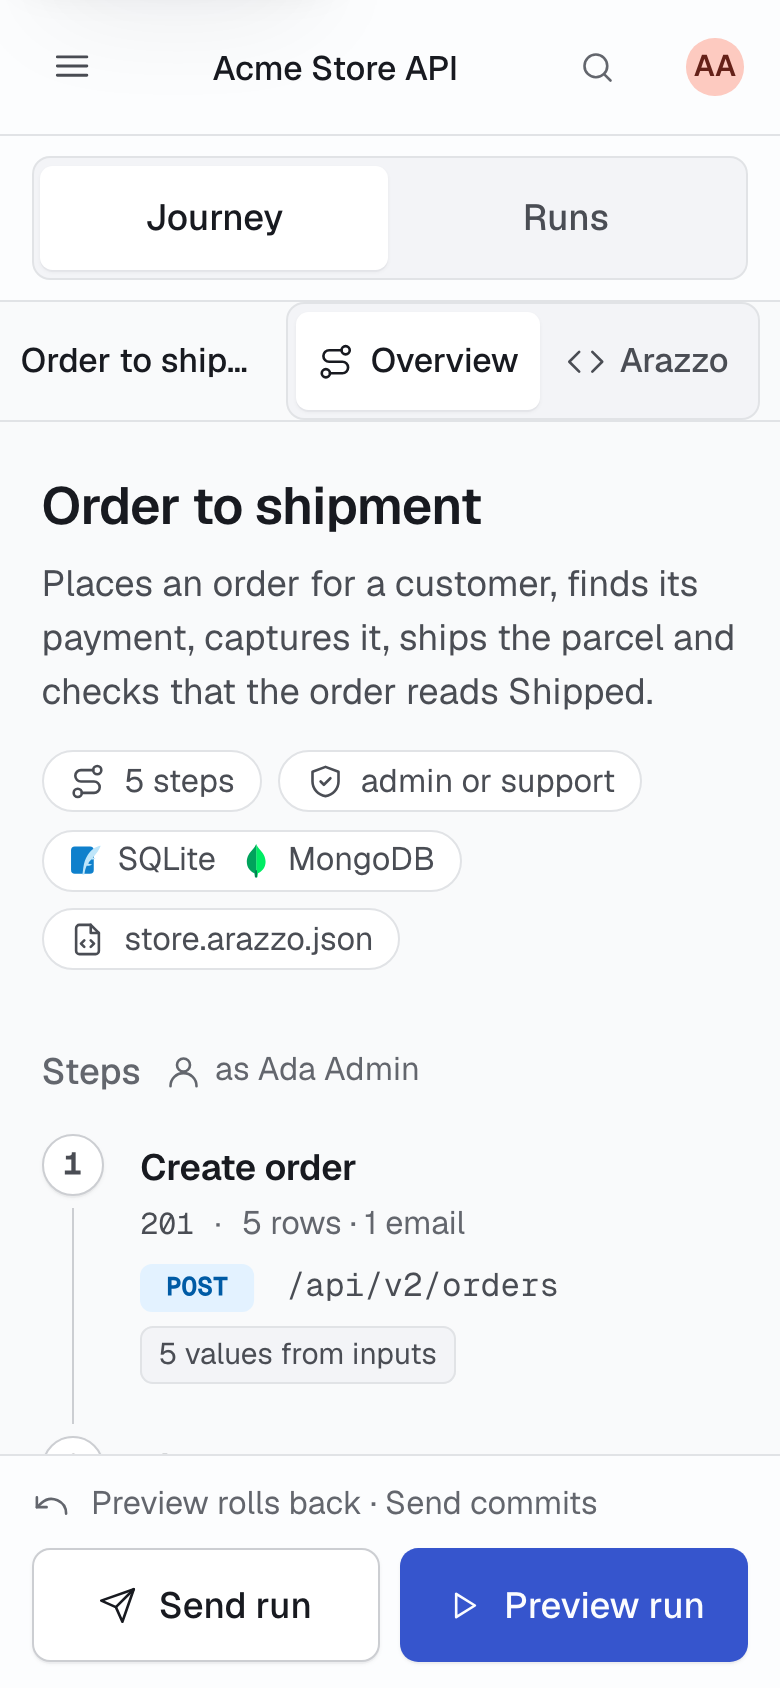 Acme Store API
AA
Journey
Runs
Order to ship...
Overview
Arazzo
Order to shipment
Places an order for a customer, finds its
payment, captures it, ships the parcel and
checks that the order reads Shipped.
5 steps
admin or support
SQLite
MongoDB
store.arazzo.json
Steps
as Ada Admin
1
Create order
201 · 5 rows · 1 email
POST
/api/v2/orders
5 values from inputs
Preview rolls back · Send commits
Send run
Preview run